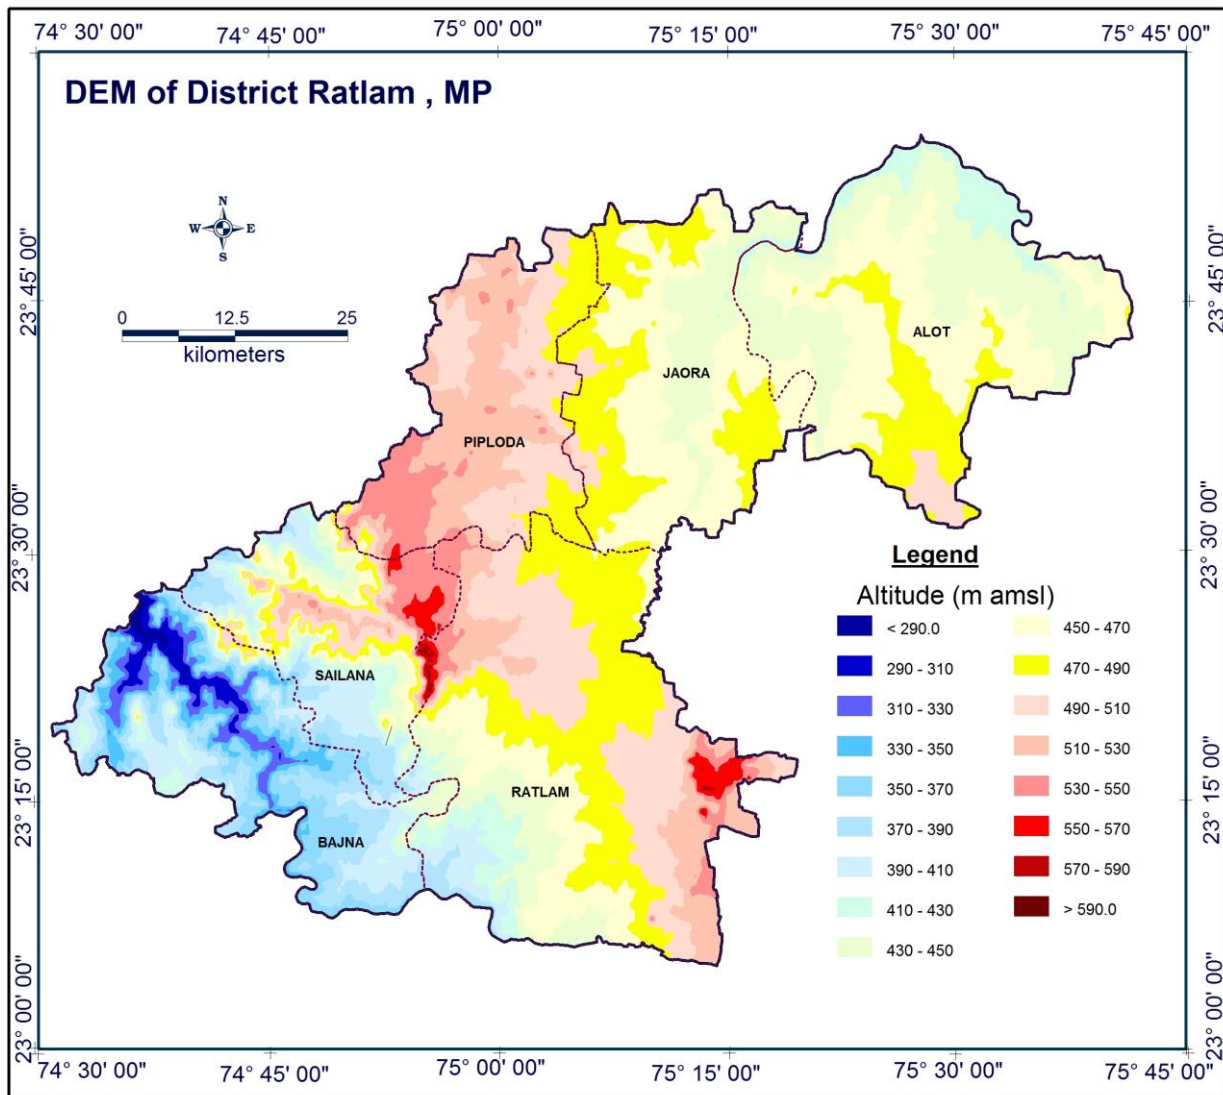 74° 30' 00" 74° 45' 00" 75° 00' 00" 75° 15' 00" 75° 30' 00" 75° 45' 00"
DEM of District Ratlam , MP
N
W E
S
23° 45' 00" 23° 45' 00"
0 12.5 25
kilometers
ALOT
JAORA
PIPLODA
23° 30' 00" 23° 30' 00"
Legend
Altitude (m amsl)
< 290.0 450 - 470
290 - 310 470 - 490
SAILANA
310 - 330 490 - 510
330 - 350 510 - 530
23° 15' 00" 23° 15' 00"
RATLAM
350 - 370 530 - 550
BAJNA
370 - 390 550 - 570
390 - 410 570 - 590
410 - 430 > 590.0
430 - 450
23° 00' 00" 23° 00' 00"
74° 30' 00" 74° 45' 00" 75° 00' 00" 75° 15' 00" 75° 30' 00" 75° 45' 00"